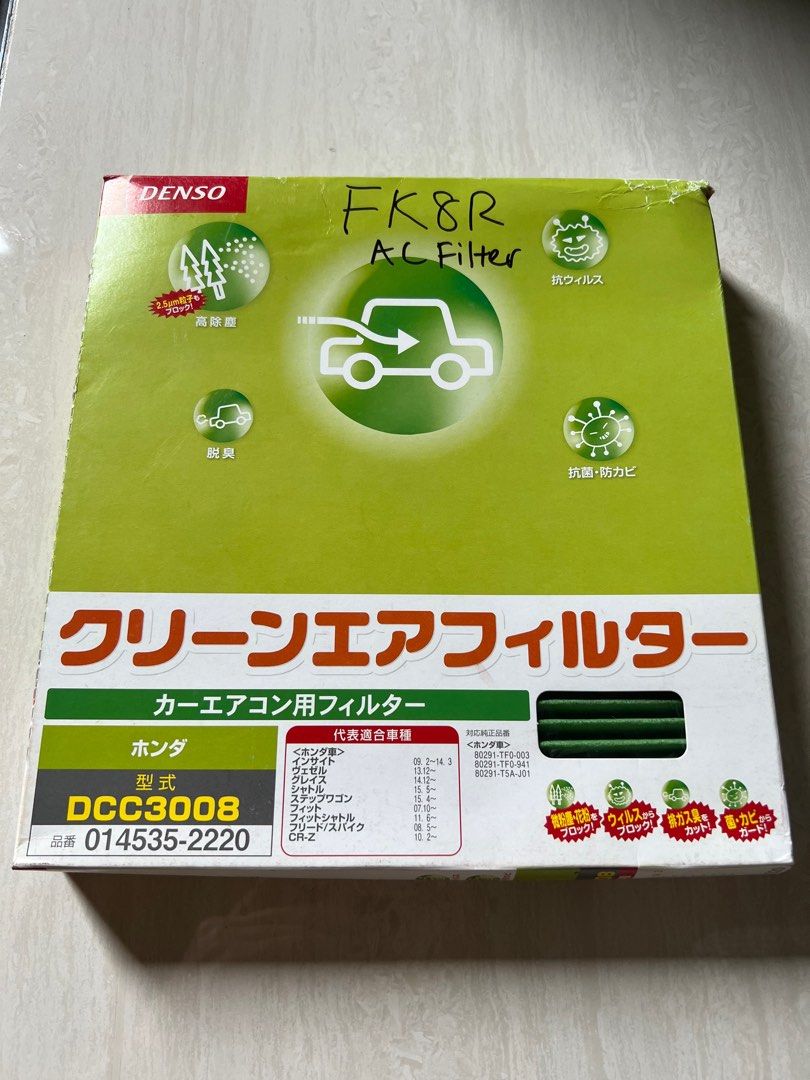 DENSO
FK8R
AC Filter
2.5μm粒子も
ブロック!
高除塵
抗ウィルス
脱臭
抗菌・防カビ
クリーンエアフィルター
カーエアコン用フィルター
ホンダ
型式
DCC3008
品番 014535-2220
代表適合車種
<ホンダ車>
インサイト 09. 2~14. 3
ヴェゼル 13.12~
グレイス 14.12~
シャトル 15. 5~
ステップワゴン 15. 4~
フィット 07.10~
フィットシャトル 11. 6~
フリード/スパイク 08. 5~
CR-Z 10. 2~
対応純正品番
<ホンダ車>
80291-TF0-003
80291-TF0-941
80291-T5A-J01
微粉塵・花粉を
ブロック!
ウィルスから
ブロック!
排ガス臭を
カット!
菌・カビから
ガード!